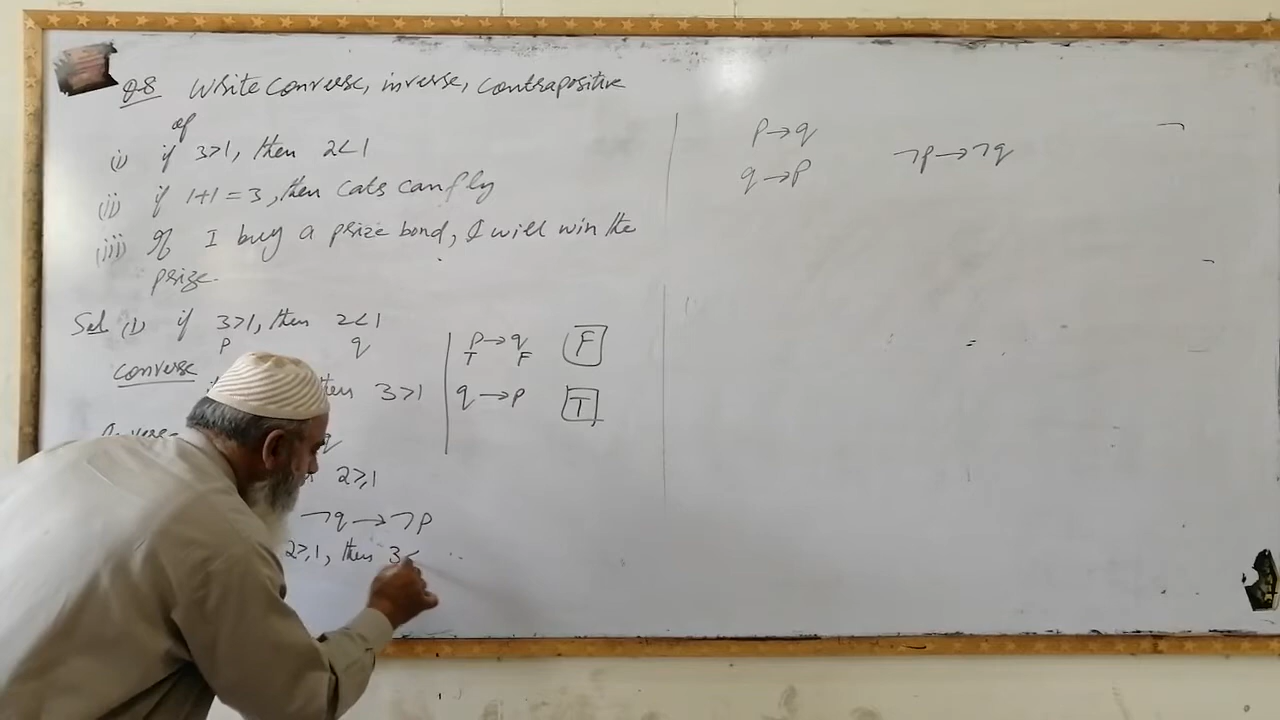 Q8 Write converse, inverse, contrapositive
of
(i) if 3>1, then 2<1
(ii) if 1+1=3, then cats can fly
(iii) If I buy a prize bond, I will win the
prize.
Sol (i) if 3>1, then 2<1
p q
converse
then 3>1
q
2≥1
¬q→¬p
2≥1, then 3<
p→q F
T F
q→p T
p→q
q→p
¬p→¬q
¬